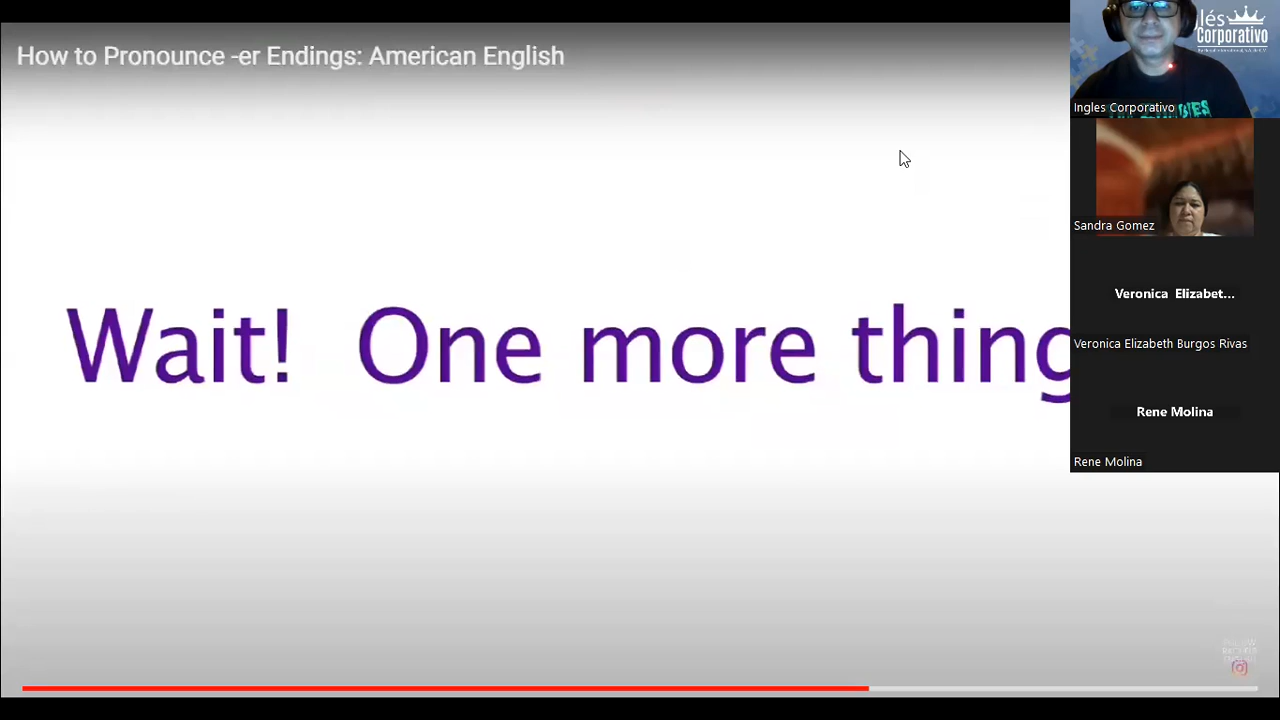 How to Pronounce -er Endings: American English
lés
Corporativo
Ingles Corporativo
Sandra Gomez
Wait! One more thing
Veronica Elizabet...
Veronica Elizabeth Burgos Rivas
Rene Molina
Rene Molina